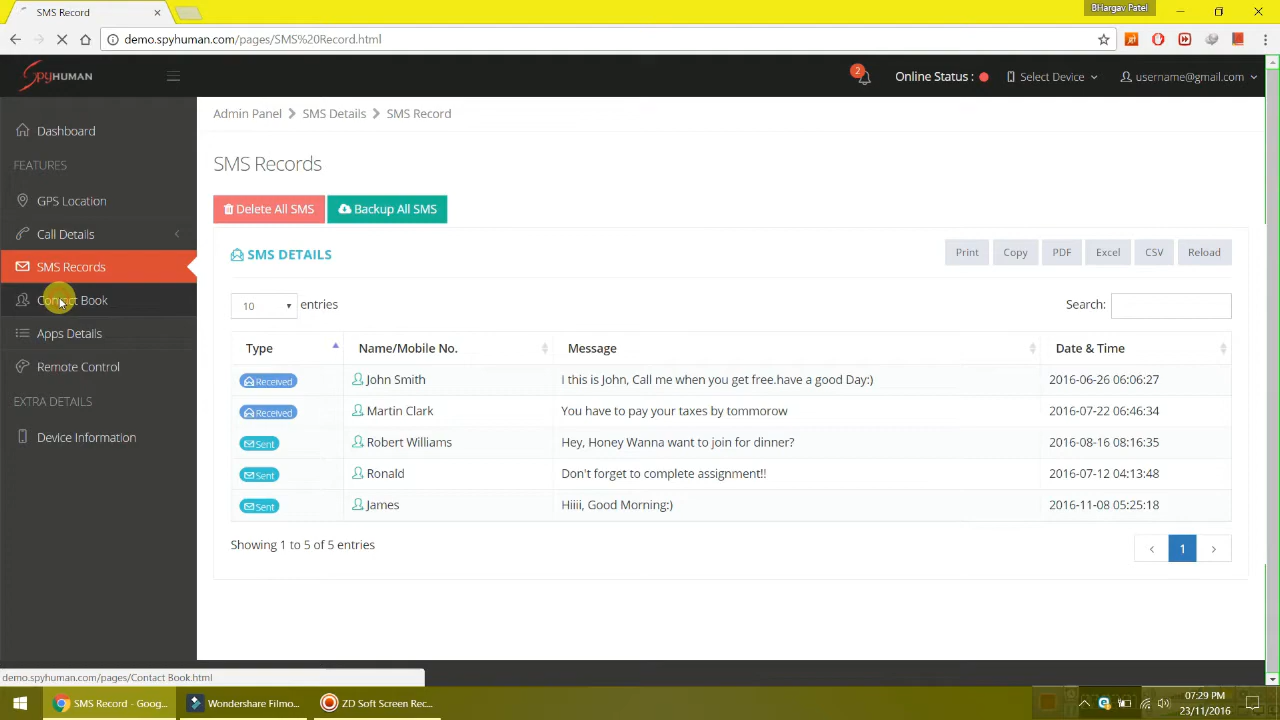 SMS Record
BHargav Patel
demo.spyhuman.com/pages/SMS%20Record.html
SpyHUMAN
2
Online Status :
Select Device
username@gmail.com
Admin Panel
SMS Details
SMS Record
Dashboard
FEATURES
GPS Location
Call Details
SMS Records
Contact Book
Apps Details
Remote Control
EXTRA DETAILS
Device Information
SMS Records
Delete All SMS
Backup All SMS
SMS DETAILS
Print Copy PDF Excel CSV Reload
10 entries
Search:
Type Name/Mobile No. Message Date & Time
Received John Smith I this is John, Call me when you get free.have a good Day:) 2016-06-26 06:06:27
Received Martin Clark You have to pay your taxes by tommorow 2016-07-22 06:46:34
Sent Robert Williams Hey, Honey Wanna want to join for dinner? 2016-08-16 08:16:35
Sent Ronald Don't forget to complete assignment!! 2016-07-12 04:13:48
Sent James Hiiii, Good Morning:) 2016-11-08 05:25:18
Showing 1 to 5 of 5 entries
‹ 1 ›
demo.spyhuman.com/pages/Contact Book.html
SMS Record - Goog...
Wondershare Filmo...
ZD Soft Screen Rec...
07:29 PM
23/11/2016